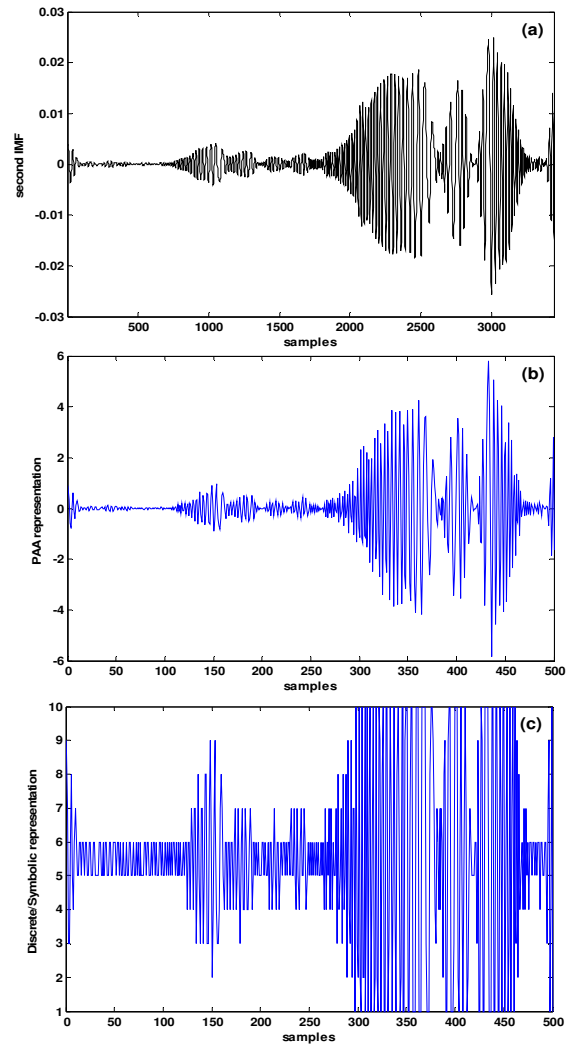 (a)
0.03
0.02
0.01
0
-0.01
-0.02
-0.03
second IMF
500 1000 1500 2000 2500 3000
samples
(b)
6
4
2
0
-2
-4
-6
PAA representation
0 50 100 150 200 250 300 350 400 450 500
samples
(c)
10
9
8
7
6
5
4
3
2
1
Discrete/Symbolic representation
0 50 100 150 200 250 300 350 400 450 500
samples